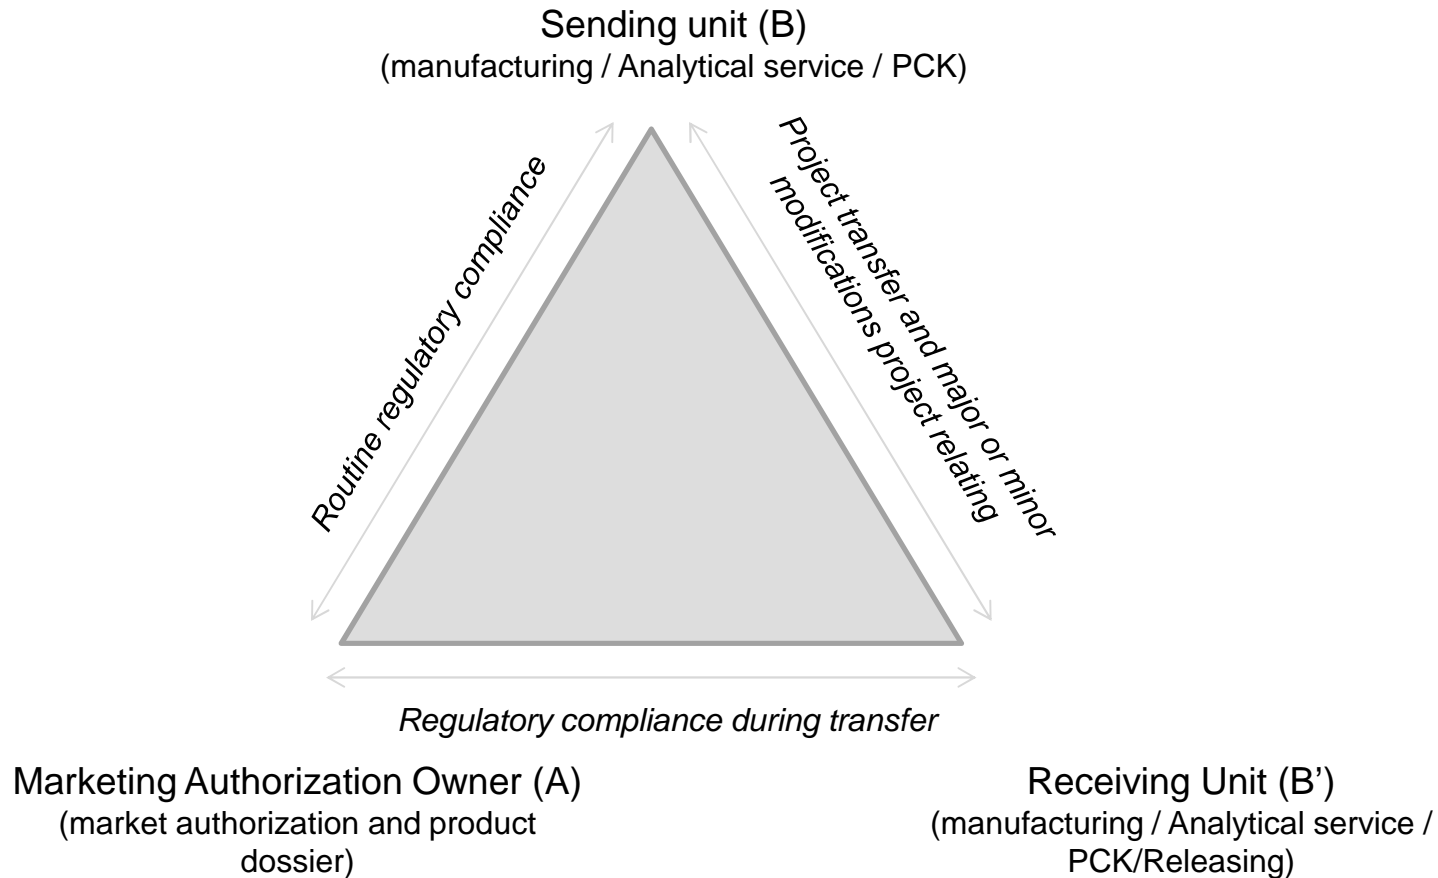 Sending unit (B)
(manufacturing / Analytical service / PCK)
Routine regulatory compliance
Project transfer and major or minor
modifications project relating
Regulatory compliance during transfer
Marketing Authorization Owner (A)
(market authorization and product
dossier)
Receiving Unit (B’)
(manufacturing / Analytical service /
PCK/Releasing)